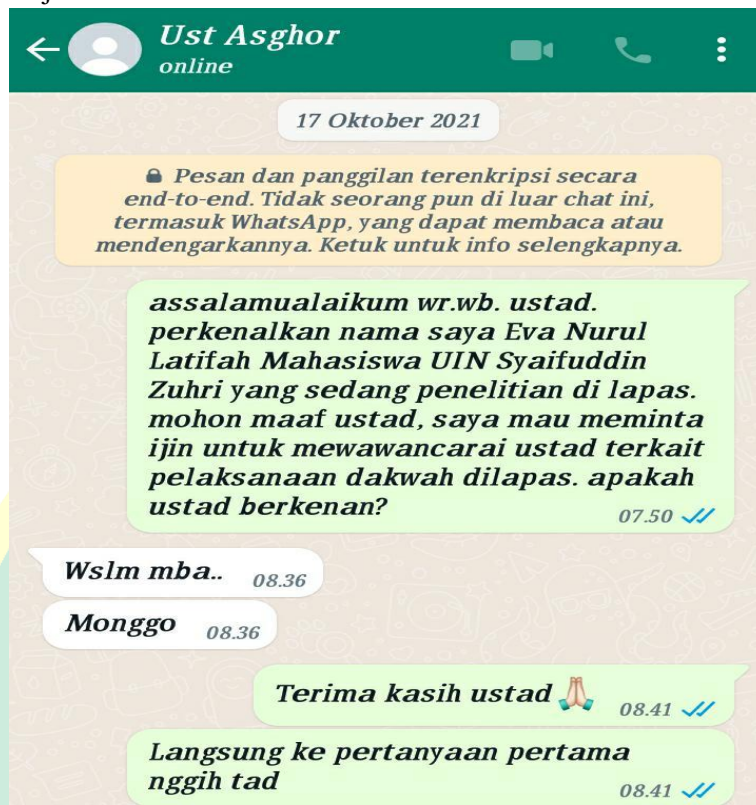 Ust Asghor
online
17 Oktober 2021
Pesan dan panggilan terenkripsi secara
end-to-end. Tidak seorang pun di luar chat ini,
termasuk WhatsApp, yang dapat membaca atau
mendengarkannya. Ketuk untuk info selengkapnya.
assalamualaikum wr.wb. ustad.
perkenalkan nama saya Eva Nurul
Latifah Mahasiswa UIN Syaifuddin
Zuhri yang sedang penelitian di lapas.
mohon maaf ustad, saya mau meminta
ijin untuk mewawancarai ustad terkait
pelaksanaan dakwah dilapas. apakah
ustad berkenan?
07.50
Wslm mba.. 08.36
Monggo 08.36
Terima kasih ustad 🙏🏻 08.41
Langsung ke pertanyaan pertama
nggih tad
08.41